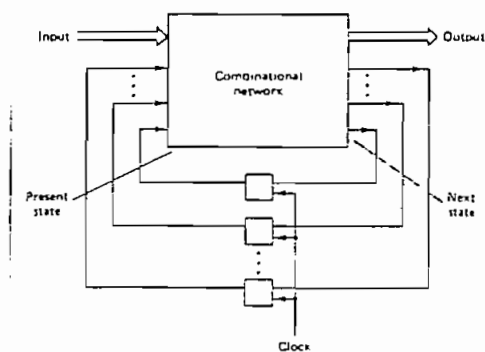 Input
Output
Combinational
network
Present
state
Next
state
Clock